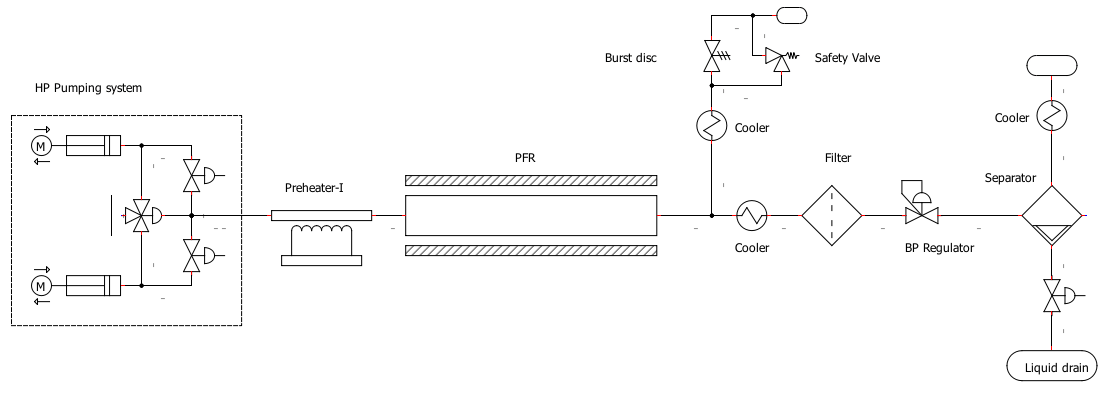 Burst disc
Safety Valve
HP Pumping system
Cooler
Cooler
M
PFR
Filter
Preheater-I
Separator
Cooler
BP Regulator
M
Liquid drain